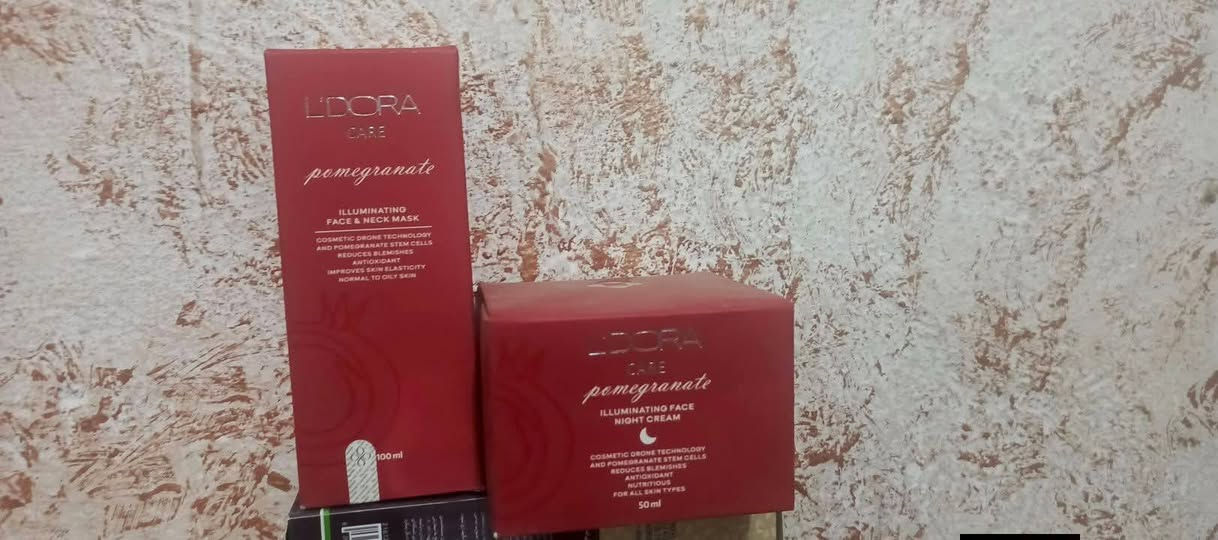 L'DORA
CARE
pomegranate
ILLUMINATING
FACE & NECK MASK
COSMETIC DRONE TECHNOLOGY
AND POMEGRANATE STEM CELLS
REDUCES BLEMISHES
ANTIOXIDANT
IMPROVES SKIN ELASTICITY
NORMAL TO OILY SKIN
100 ml
L'DORA
CARE
pomegranate
ILLUMINATING FACE
NIGHT CREAM
COSMETIC DRONE TECHNOLOGY
AND POMEGRANATE STEM CELLS
REDUCES BLEMISHES
ANTIOXIDANT
NUTRITIOUS
FOR ALL SKIN TYPES
50 ml